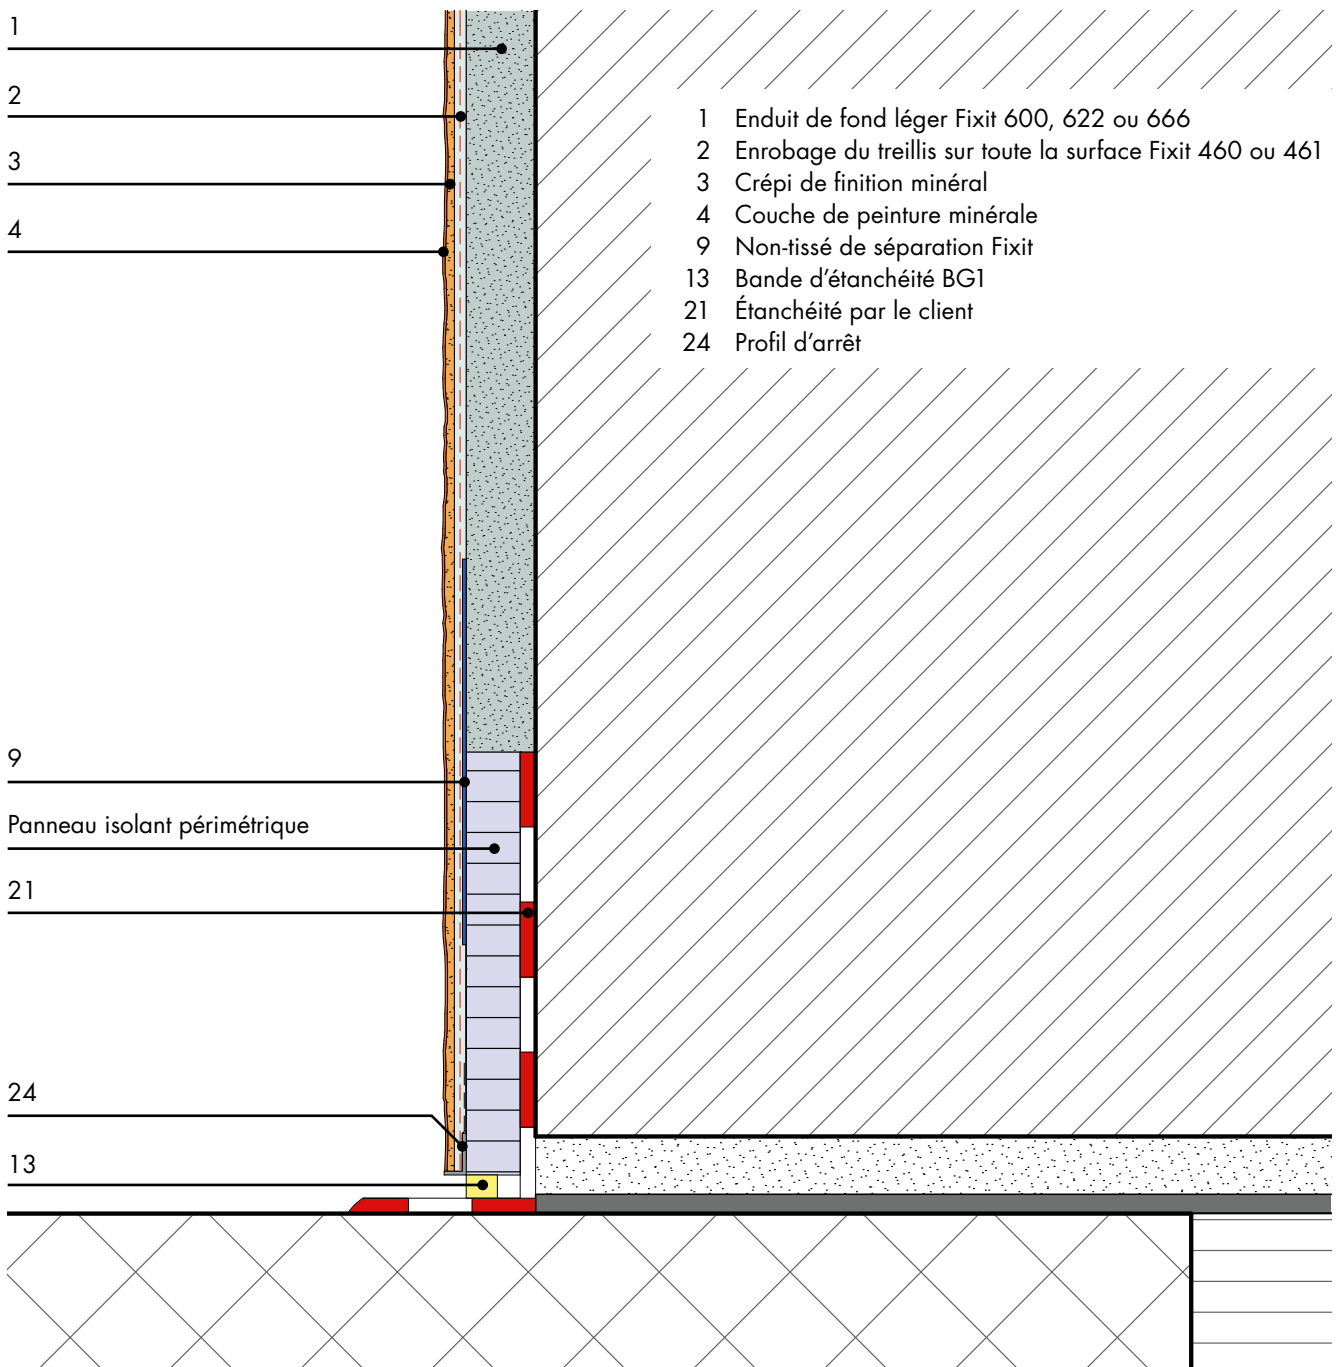 1
2
3
4
1 Enduit de fond léger Fixit 600, 622 ou 666
2 Enrobage du treillis sur toute la surface Fixit 460 ou 461
3 Crépi de finition minéral
4 Couche de peinture minérale
9 Non-tissé de séparation Fixit
13 Bande d’étanchéité BG1
21 Étanchéité par le client
24 Profil d’arrêt
9
Panneau isolant périmétrique
21
24
13